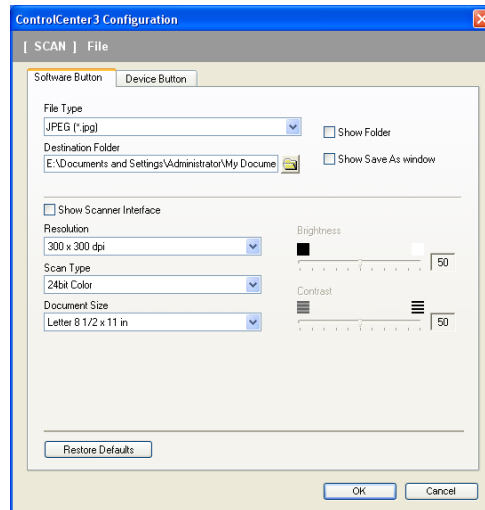 ControlCenter3 Configuration
[ SCAN ] File
Software Button Device Button
File Type
JPEG (*.jpg)
Show Folder
Destination Folder
E:\Documents and Settings\Administrator\My Docume
Show Save As window
Show Scanner Interface
Resolution
Brightness
300 x 300 dpi
50
Scan Type
24bit Color
Contrast
Document Size
Letter 8 1/2 x 11 in
50
Restore Defaults
OK Cancel